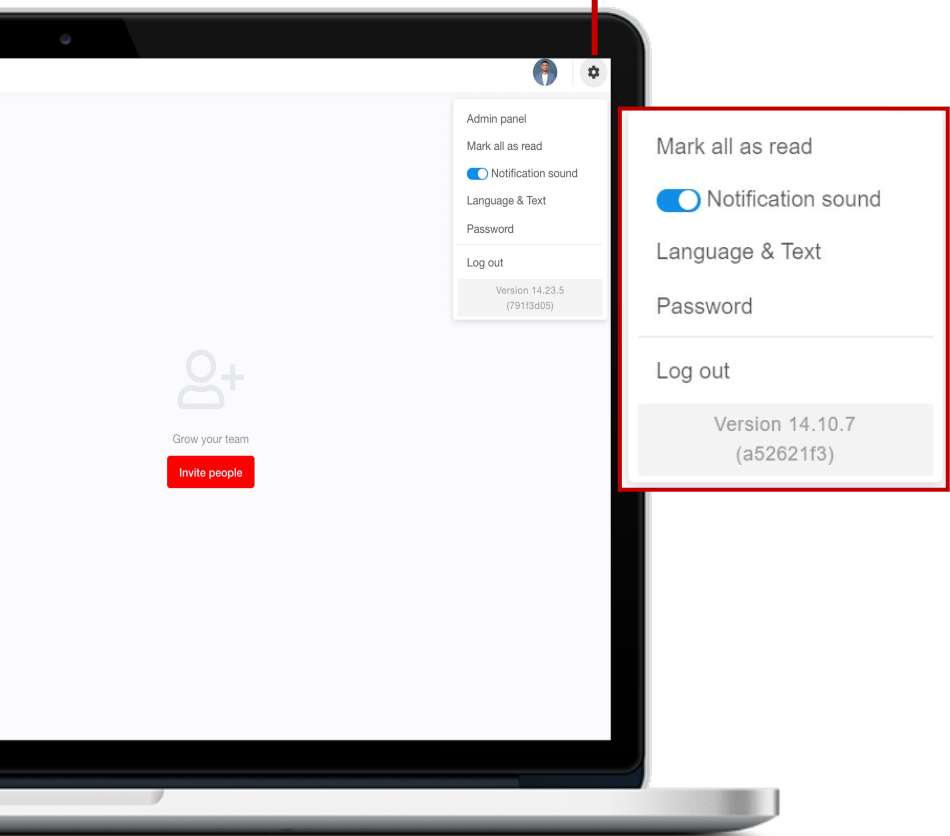 Admin panel
Mark all as read
Notification sound
Language & Text
Password
Log out
Version 14.23.5
(791f3d05)
Grow your team
Invite people
Mark all as read
Notification sound
Language & Text
Password
Log out
Version 14.10.7
(a52621f3)